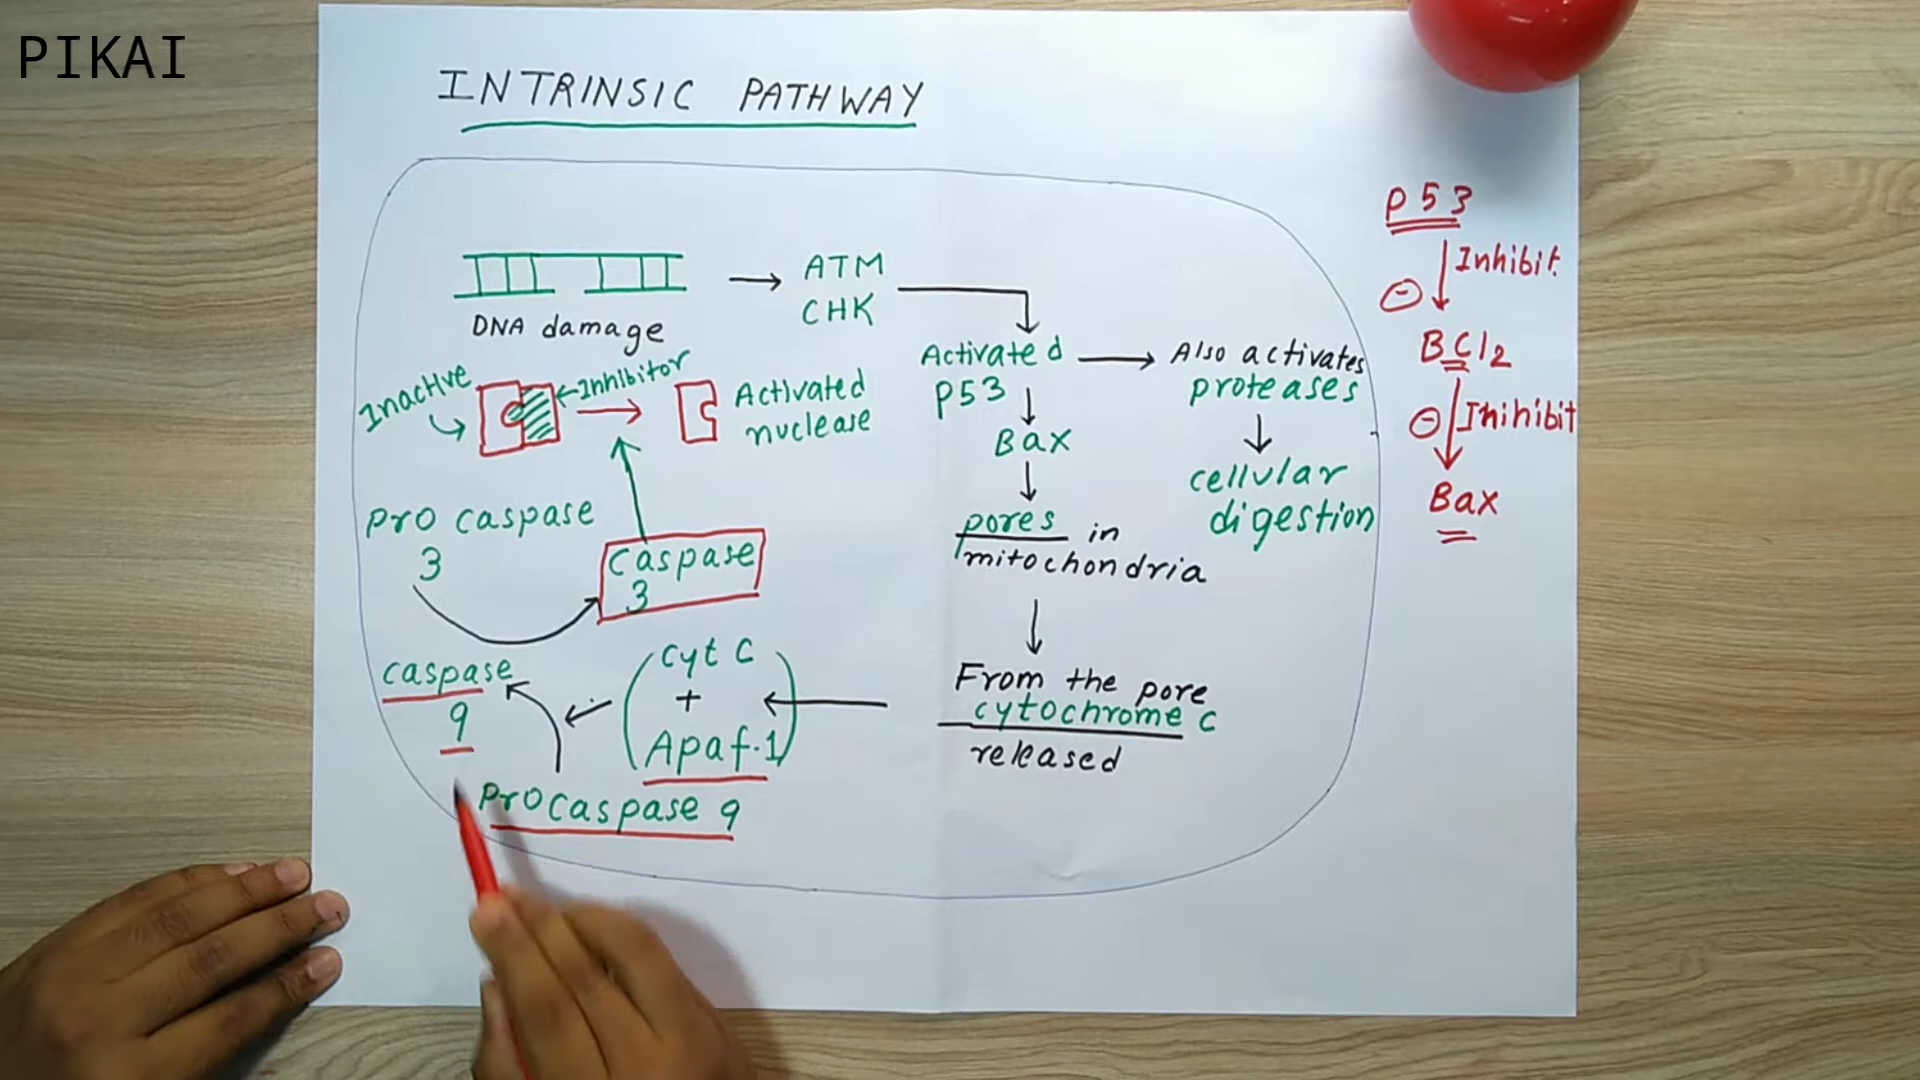 PIKAI
INTRINSIC PATHWAY
DNA damage
ATM
CHK
Activated
P53
Also activates
proteases
cellular
digestion
Bax
pores in
mitochondria
From the pore
cytochrome c
released
Cyt C
+
Apaf-1
Procaspase 9
caspase
9
Pro caspase
3
Caspase
3
Inactive
Inhibitor
Activated
nuclease
P53
Inhibit
-
BCl2
- Inihibit
Bax